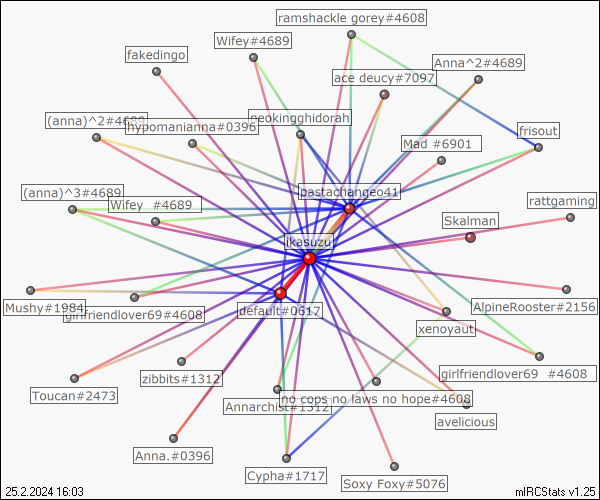 ramshackle gorey#4608
Wifey#4689
fakedingo
Anna^2#4689
ace deucy#7097
(anna)^2#4689
hypomanianna#0396
neokingghidorah
frisout
Mad #6901
(anna)^3#4689
pastachangeo41
Wifey #4689
rattgaming
Skalman
ikasuzu
Mushy#1984
girlfriendlover69#4608
default#0617
AlpineRooster#2156
xenoyaut
zibbits#1312
girlfriendlover69 #4608
Toucan#2473
no cops no laws no hope#4608
Annarchist#1312
avelicious
Anna.#0396
Cypha#1717
Soxy Foxy#5076
25.2.2024 16:03
mIRCStats v1.25